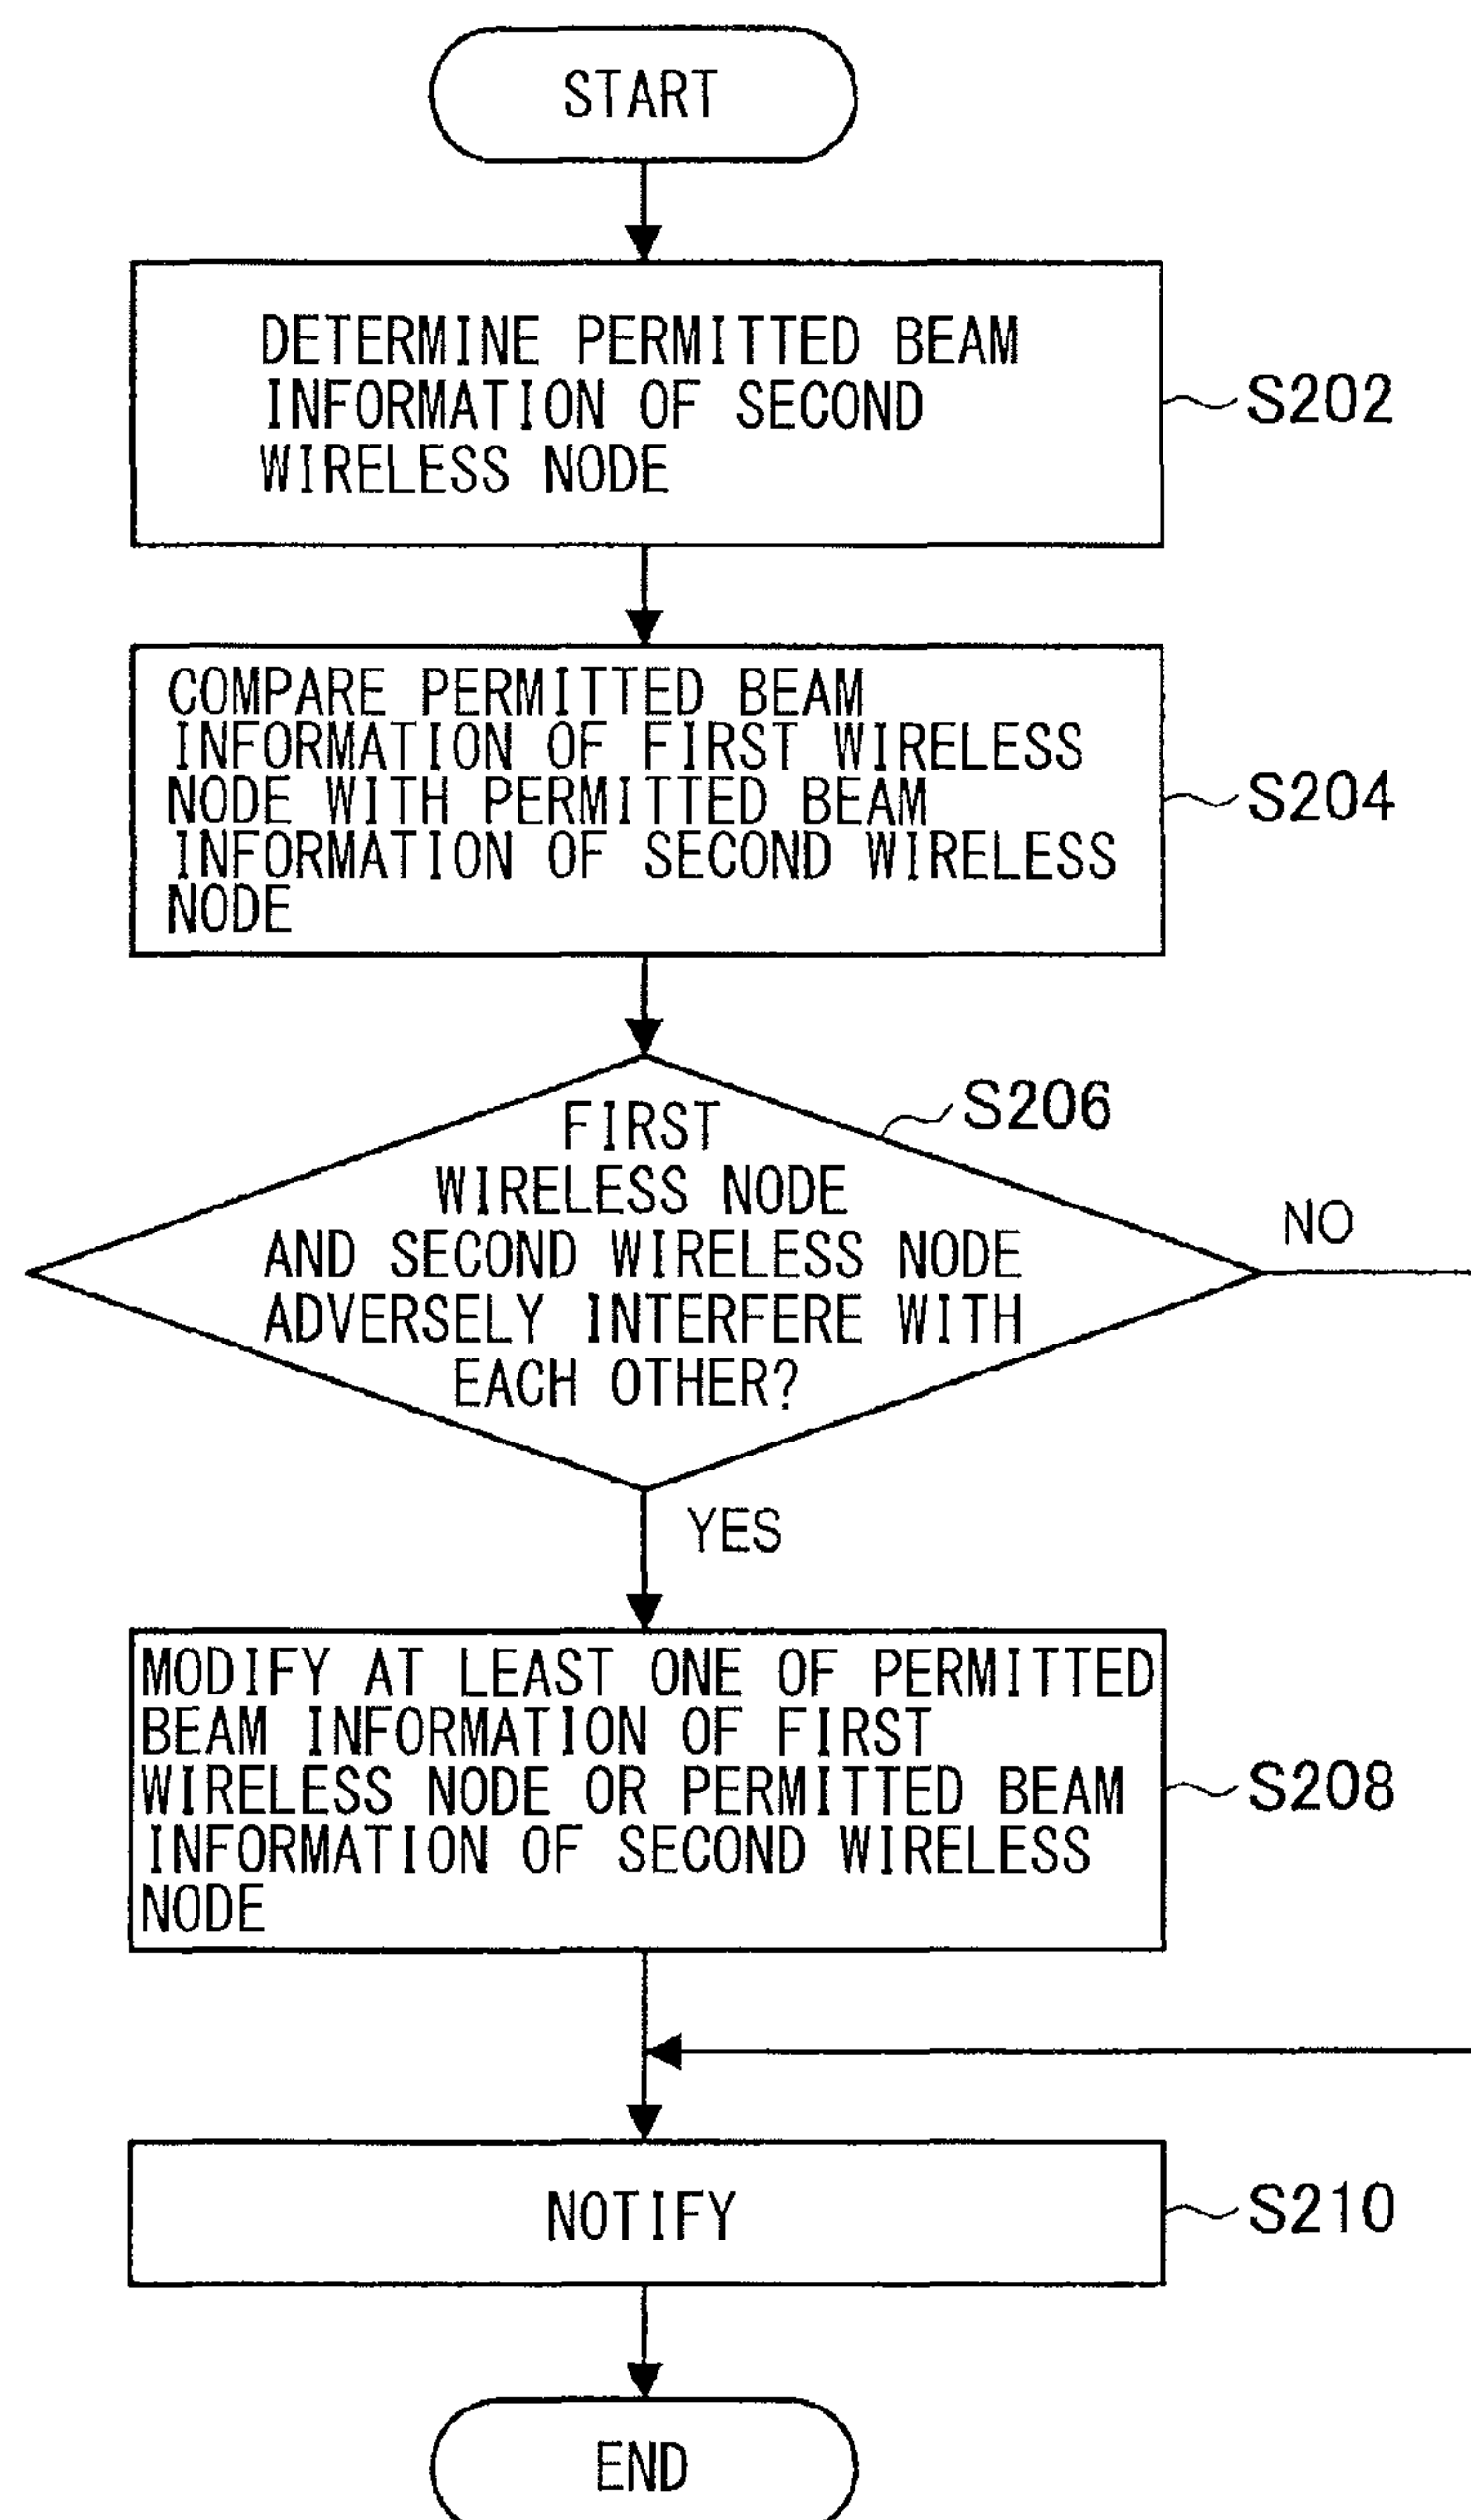 START
DETERMINE PERMITTED BEAM
INFORMATION OF SECOND
WIRELESS NODE
S202
COMPARE PERMITTED BEAM
INFORMATION OF FIRST WIRELESS
NODE WITH PERMITTED BEAM
INFORMATION OF SECOND WIRELESS
NODE
S204
FIRST
WIRELESS NODE
AND SECOND WIRELESS NODE
ADVERSELY INTERFERE WITH
EACH OTHER?
S206
NO
YES
MODIFY AT LEAST ONE OF PERMITTED
BEAM INFORMATION OF FIRST
WIRELESS NODE OR PERMITTED BEAM
INFORMATION OF SECOND WIRELESS
NODE
S208
NOTIFY
S210
END